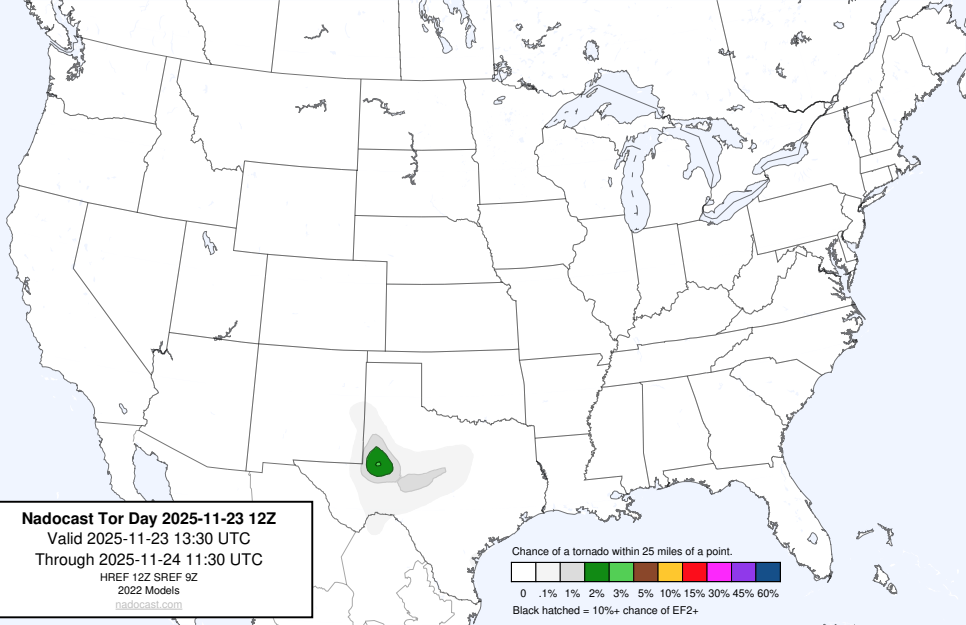 Nadocast Tor Day 2025-11-23 12Z
Valid 2025-11-23 13:30 UTC
Through 2025-11-24 11:30 UTC
HREF 12Z SREF 9Z
2022 Models
nadocast.com
Chance of a tornado within 25 miles of a point.
0 .1% 1% 2% 3% 5% 10% 15% 30% 45% 60%
Black hatched = 10%+ chance of EF2+